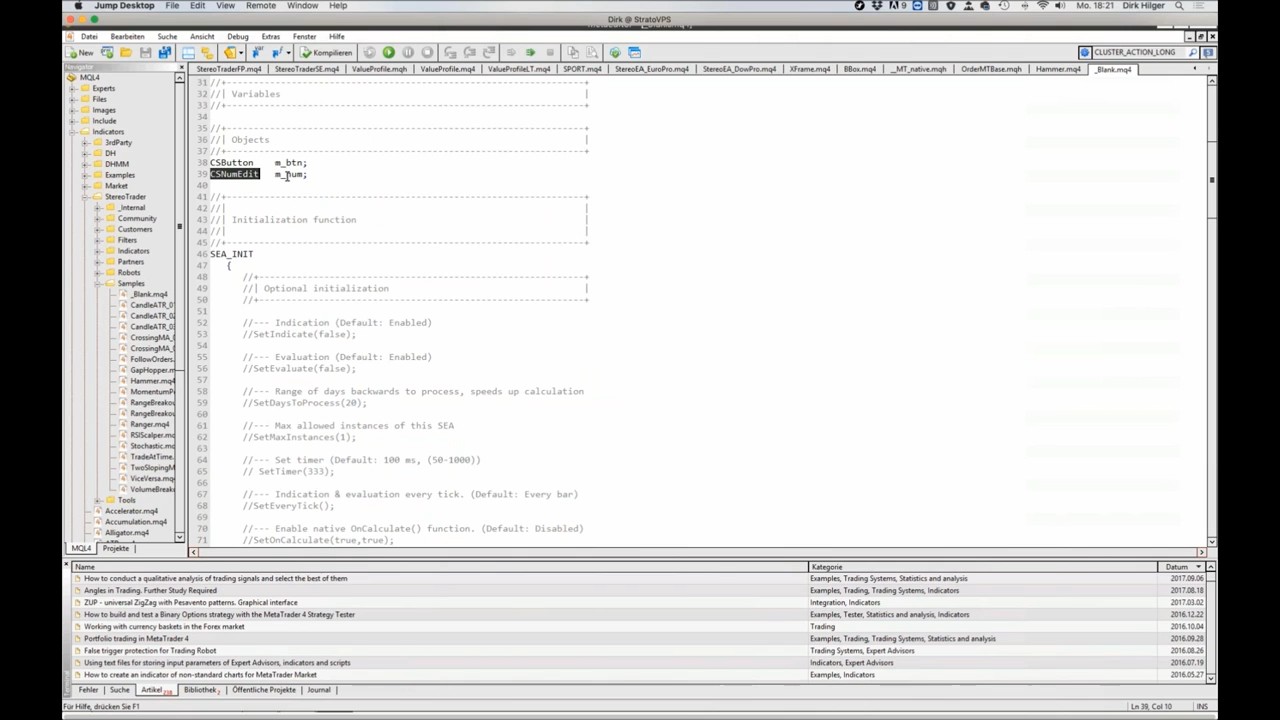 Jump Desktop File Edit View Remote Window Help
9 Mo. 18:21 Dirk Hilger
Dirk @ StratoVPS
Datei Bearbeiten Suche Ansicht Debug Extras Fenster Hilfe
New Kompilieren CLUSTER_ACTION_LONG
Navigator
StereoTraderFP.mq4 StereoTraderSE.mq4 ValueProfile.mqh ValueProfile.mq4 ValueProfileLT.mq4 SPORT.mq4 StereoEA_EuroPro.mq4 StereoEA_DowPro.mq4 XFrame.mq4 BBox.mq4 __MT_native.mqh OrderMTBase.mqh Hammer.mq4 _Blank.mq4
MQL4
Experts
Files
Images
Include
Indicators
3rdParty
DH
DHMM
Examples
Market
StereoTrader
_Internal
Community
Customers
Filters
Indicators
Partners
Robots
Samples
_Blank.mq4
CandleATR_0
CandleATR_02
CandleATR_03
CrossingMA_0
CrossingMA_0
FollowOrders.
GapHopper.m
Hammer.mq4
MomentumP
RangeBreako
RangeBreako
Ranger.mq4
RSIScalper.m
Stochastic.m
TradeAtTime.
TwoSlopingM
ViceVersa.mq
VolumeBreak
Tools
Accelerator.mq4
Accumulation.mq4
Alligator.mq4
MQL4 Projekte
31 //+------------------------------------------------------------------+
32 //| Variables |
33 //+------------------------------------------------------------------+
34
35 //+------------------------------------------------------------------+
36 //| Objects |
37 //+------------------------------------------------------------------+
38 CSButton m_btn;
39 CSNumEdit m_num;
40
41 //+------------------------------------------------------------------+
42 //| |
43 //| Initialization function |
44 //| |
45 //+------------------------------------------------------------------+
46 SEA_INIT
47 {
48 //+------------------------------------------------------------+
49 //| Optional initialization |
50 //+------------------------------------------------------------+
51
52 //--- Indication (Default: Enabled)
53 //SetIndicate(false);
54
55 //--- Evaluation (Default: Enabled)
56 //SetEvaluate(false);
57
58 //--- Range of days backwards to process, speeds up calculation
59 //SetDaysToProcess(20);
60
61 //--- Max allowed instances of this SEA
62 //SetMaxInstances(1);
63
64 //--- Set timer (Default: 100 ms, (50-1000))
65 // SetTimer(333);
66
67 //--- Indication & evaluation every tick. (Default: Every bar)
68 //SetEveryTick();
69
70 //--- Enable native OnCalculate() function. (Default: Disabled)
71 //SetOnCalculate(true,true);
Name Kategorie Datum
How to conduct a qualitative analysis of trading signals and select the best of them Examples, Trading Systems, Statistics and analysis 2017.09.06
Angles in Trading. Further Study Required Examples, Trading Systems, Indicators 2017.08.18
ZUP - universal ZigZag with Pesavento patterns. Graphical interface Integration, Indicators 2017.03.02
How to build and test a Binary Options strategy with the MetaTrader 4 Strategy Tester Examples, Tester, Statistics and analysis, Indicators 2016.12.22
Working with currency baskets in the Forex market Trading 2016.10.04
Portfolio trading in MetaTrader 4 Examples, Trading, Trading Systems, Statistics and analysis 2016.09.28
False trigger protection for Trading Robot Trading Systems, Expert Advisors 2016.08.26
Using text files for storing input parameters of Expert Advisors, indicators and scripts Indicators, Expert Advisors 2016.07.19
How to create an indicator of non-standard charts for MetaTrader Market Examples, Indicators 2016.05.27
Fehler Suche Artikel Bibliothek Öffentliche Projekte Journal
Für Hilfe, drücken Sie F1 Ln 39, Col 10 INS